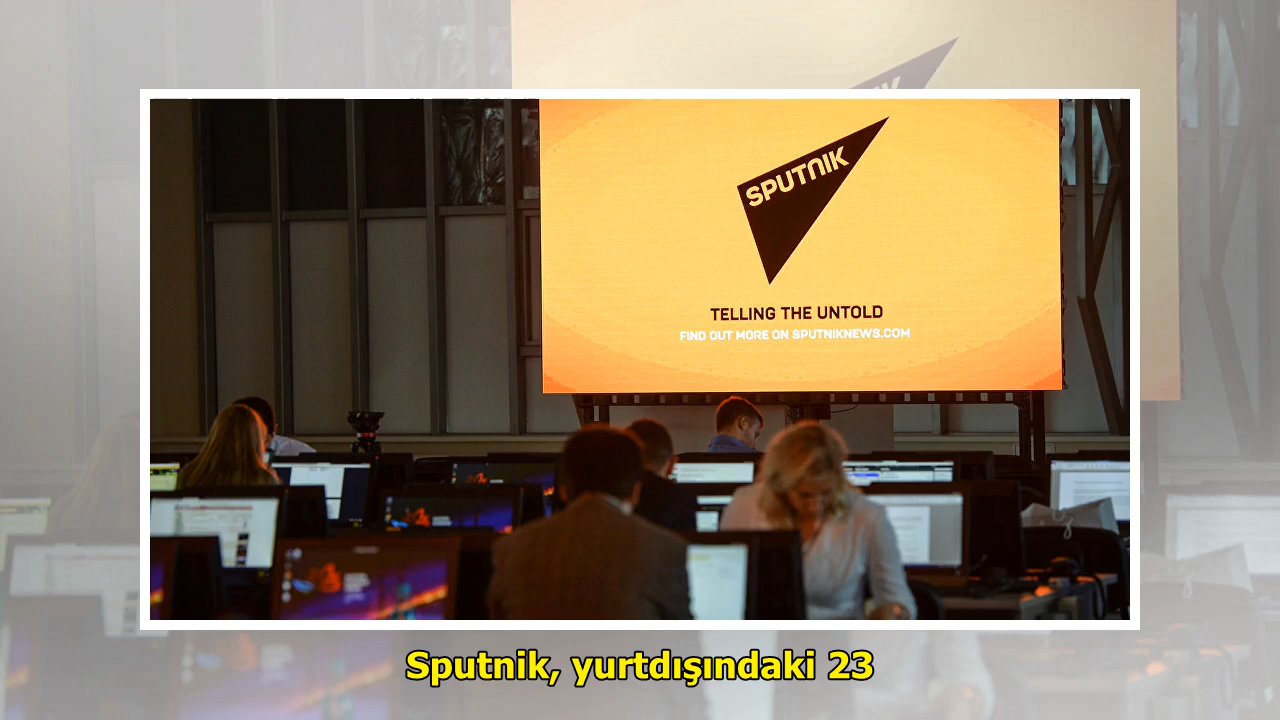 SPUTNIK
TELLING THE UNTOLD
FIND OUT MORE ON SPUTNIKNEWS.COM
Sputnik, yurtdışındaki 23